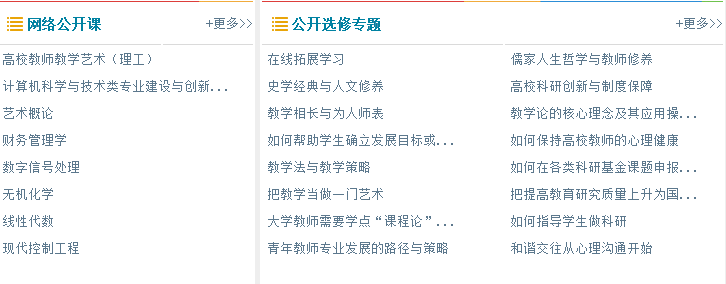 网络公开课
+更多>>
高校教师教学艺术（理工）
计算机科学与技术类专业建设与创新...
艺术概论
财务管理学
数字信号处理
无机化学
线性代数
现代控制工程
公开选修专题
+更多>>
在线拓展学习
史学经典与人文修养
教学相长与为人师表
如何帮助学生确立发展目标或...
教学法与教学策略
把教学当做一门艺术
大学教师需要学点“课程论”...
青年教师专业发展的路径与策略
儒家人生哲学与教师修养
高校科研创新与制度保障
教学论的核心理念及其应用操...
如何保持高校教师的心理健康
如何在各类科研基金课题申报...
把提高教育研究质量上升为国...
如何指导学生做科研
和谐交往从心理沟通开始